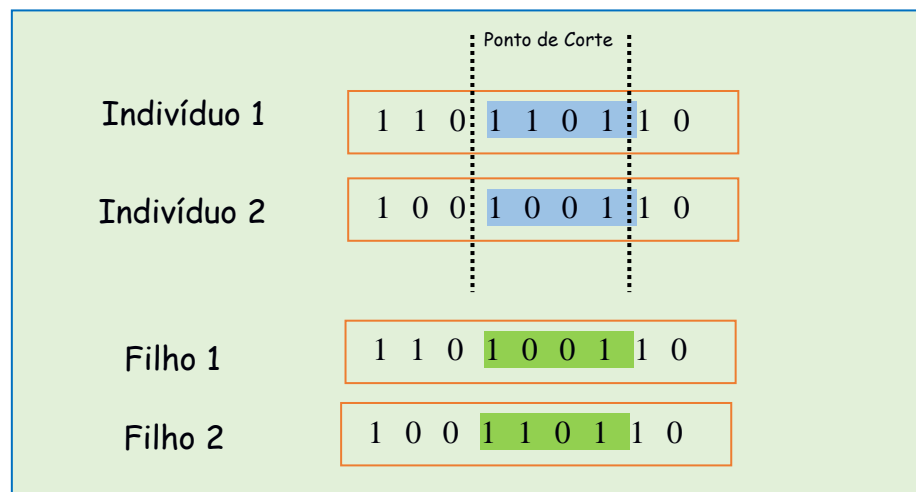 Ponto de Corte
Indivíduo 1 1 1 0 1 1 0 1 1 0
Indivíduo 2 1 0 0 1 0 0 1 1 0
Filho 1 1 1 0 1 0 0 1 1 0
Filho 2 1 0 0 1 1 0 1 1 0